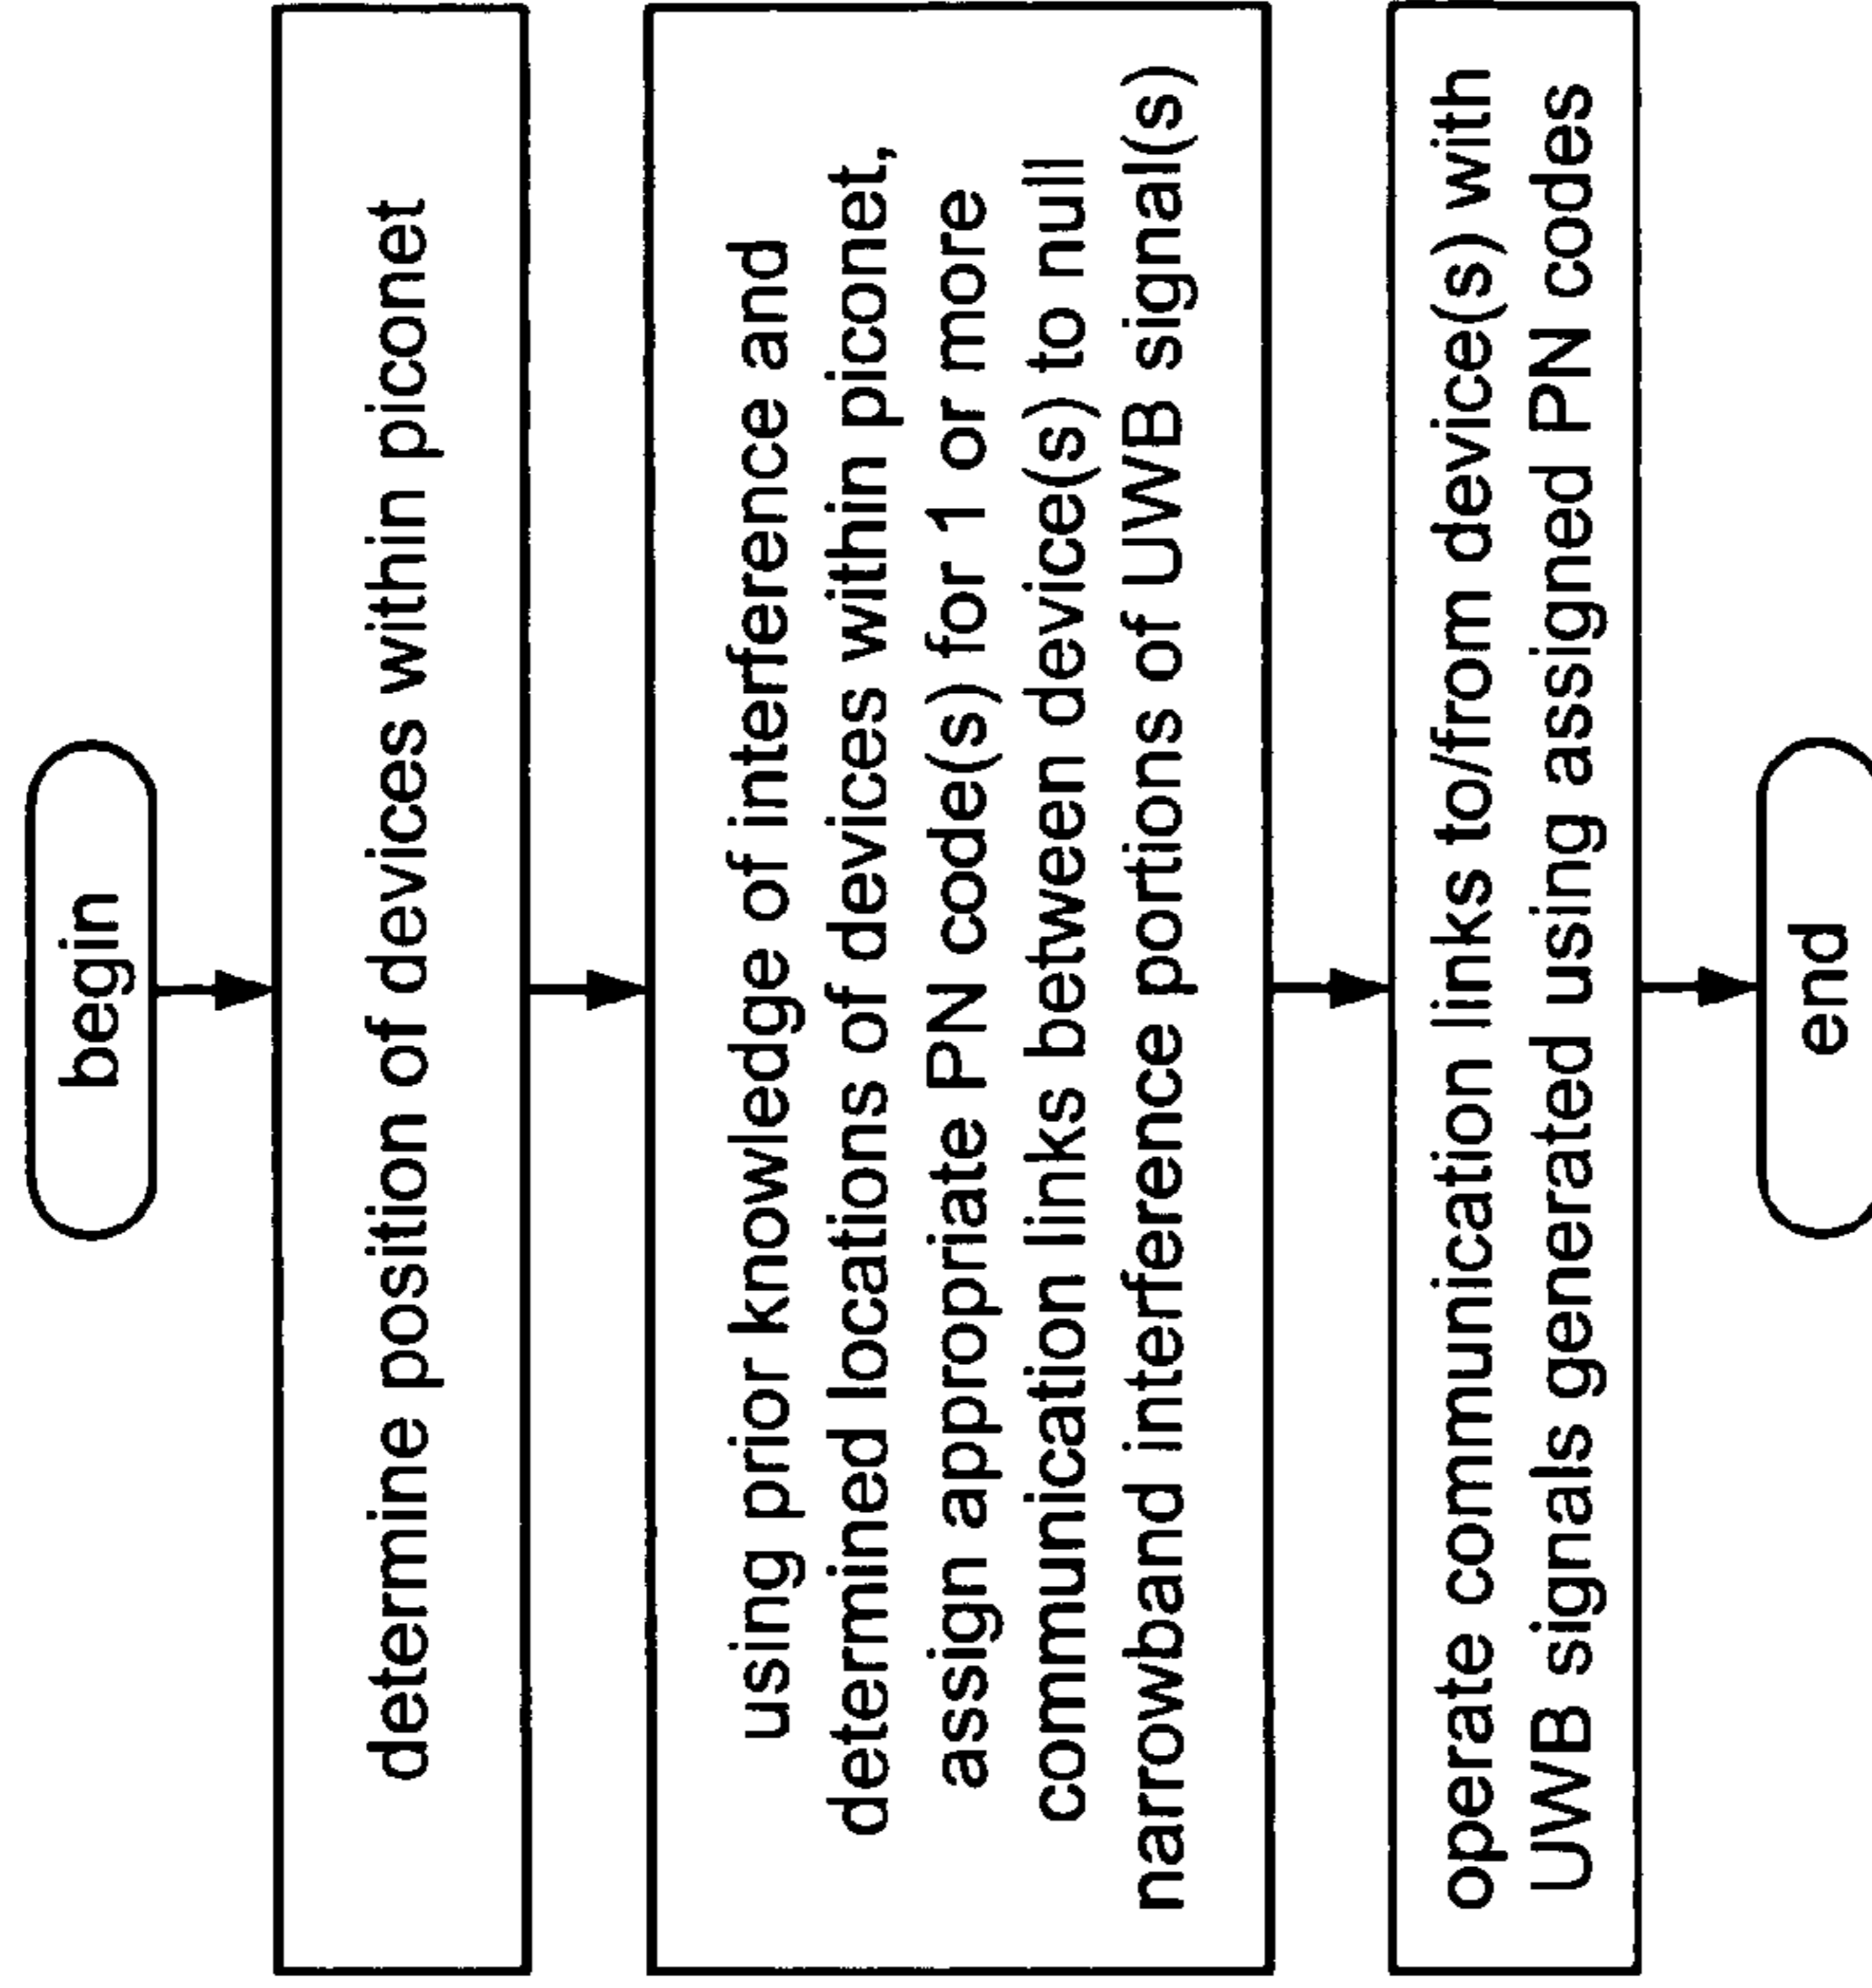 begin
determine position of devices within piconet
using prior knowledge of interference and
determined locations of devices within piconet,
assign appropriate PN code(s) for 1 or more
communication links between device(s) to null
narrowband interference portions of UWB signal(s)
operate communication links to/from device(s) with
UWB signals generated using assigned PN codes
end